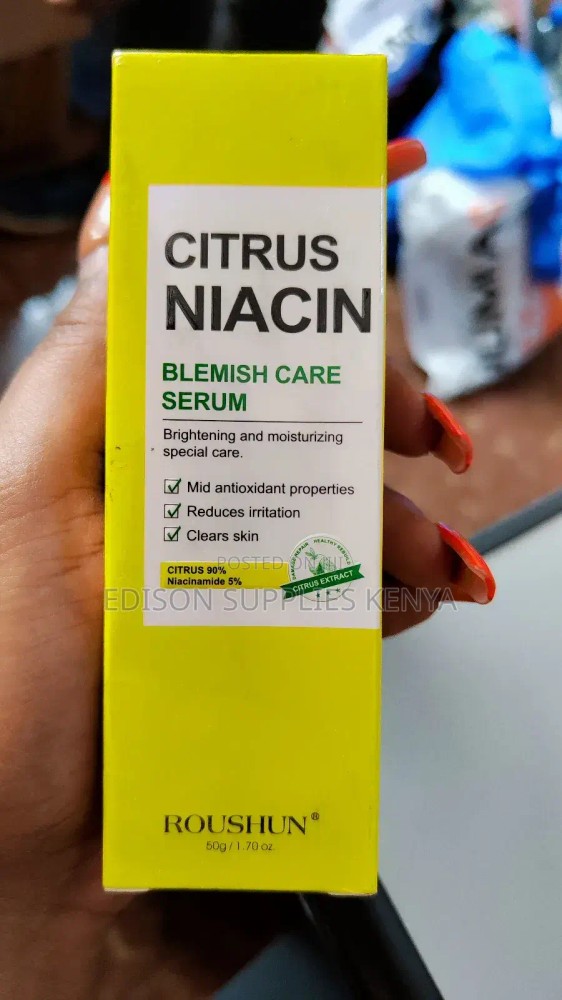 CITRUS
NIACIN
BLEMISH CARE
SERUM
Brightening and moisturizing
special care.
Mid antioxidant properties
Reduces irritation
Clears skin
CITRUS 90%
Niacinamide 5%
HEALTHY
CITRUS EXTRACT
POSTED ON
EDISON SUPPLIES KENYA
ROUSHUN®
50g / 1.70 oz.